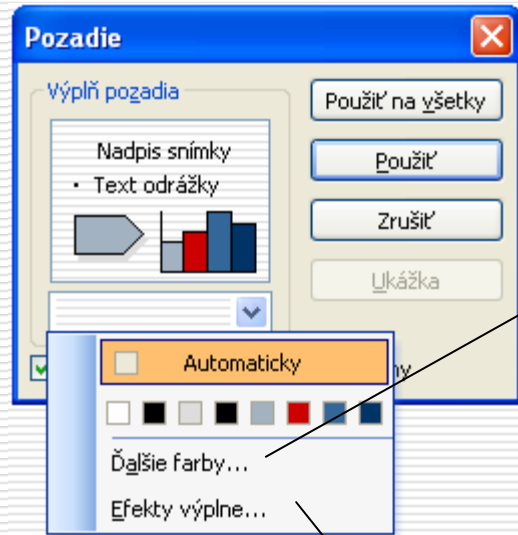 Pozadie
Výplň pozadia
Nadpis snímky
• Text odrážky
Použiť na všetky
Použiť
Zrušiť
Ukážka
Automaticky
Ďalšie farby...
Efekty výplne...